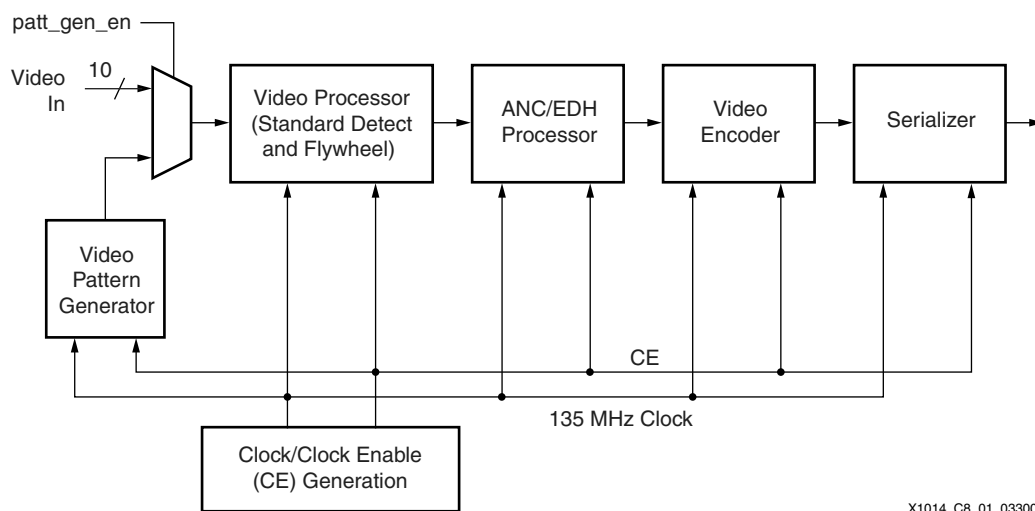 patt_gen_en
Video
In
10
Video Processor
(Standard Detect
and Flywheel)
ANC/EDH
Processor
Video
Encoder
Serializer
Video
Pattern
Generator
CE
135 MHz Clock
Clock/Clock Enable
(CE) Generation